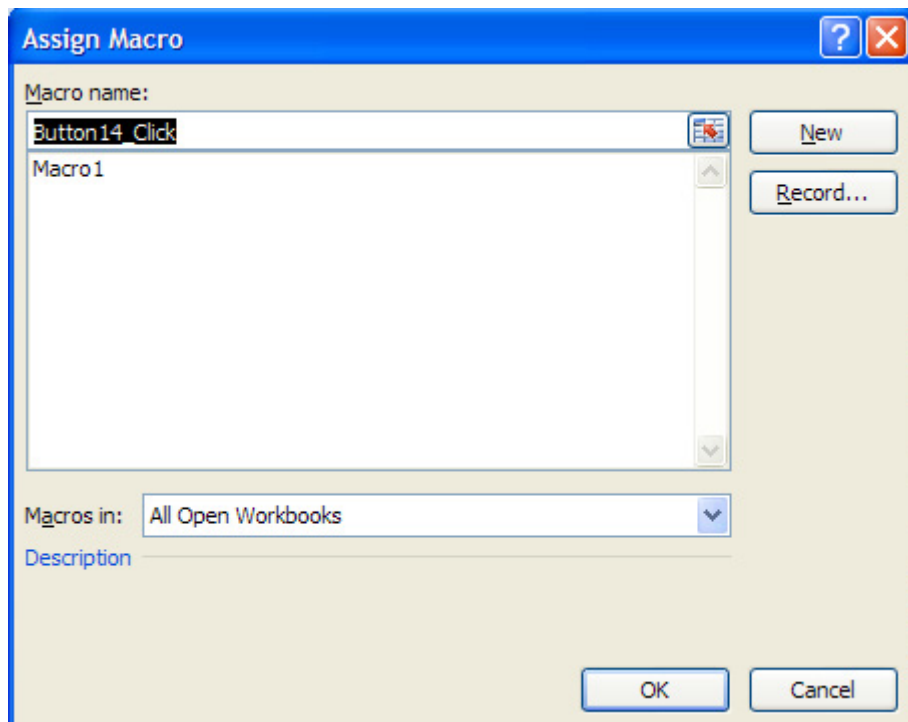 Assign Macro
Macro name:
Button14_Click
New
Macro1
Record...
Macros in: All Open Workbooks
Description
OK Cancel